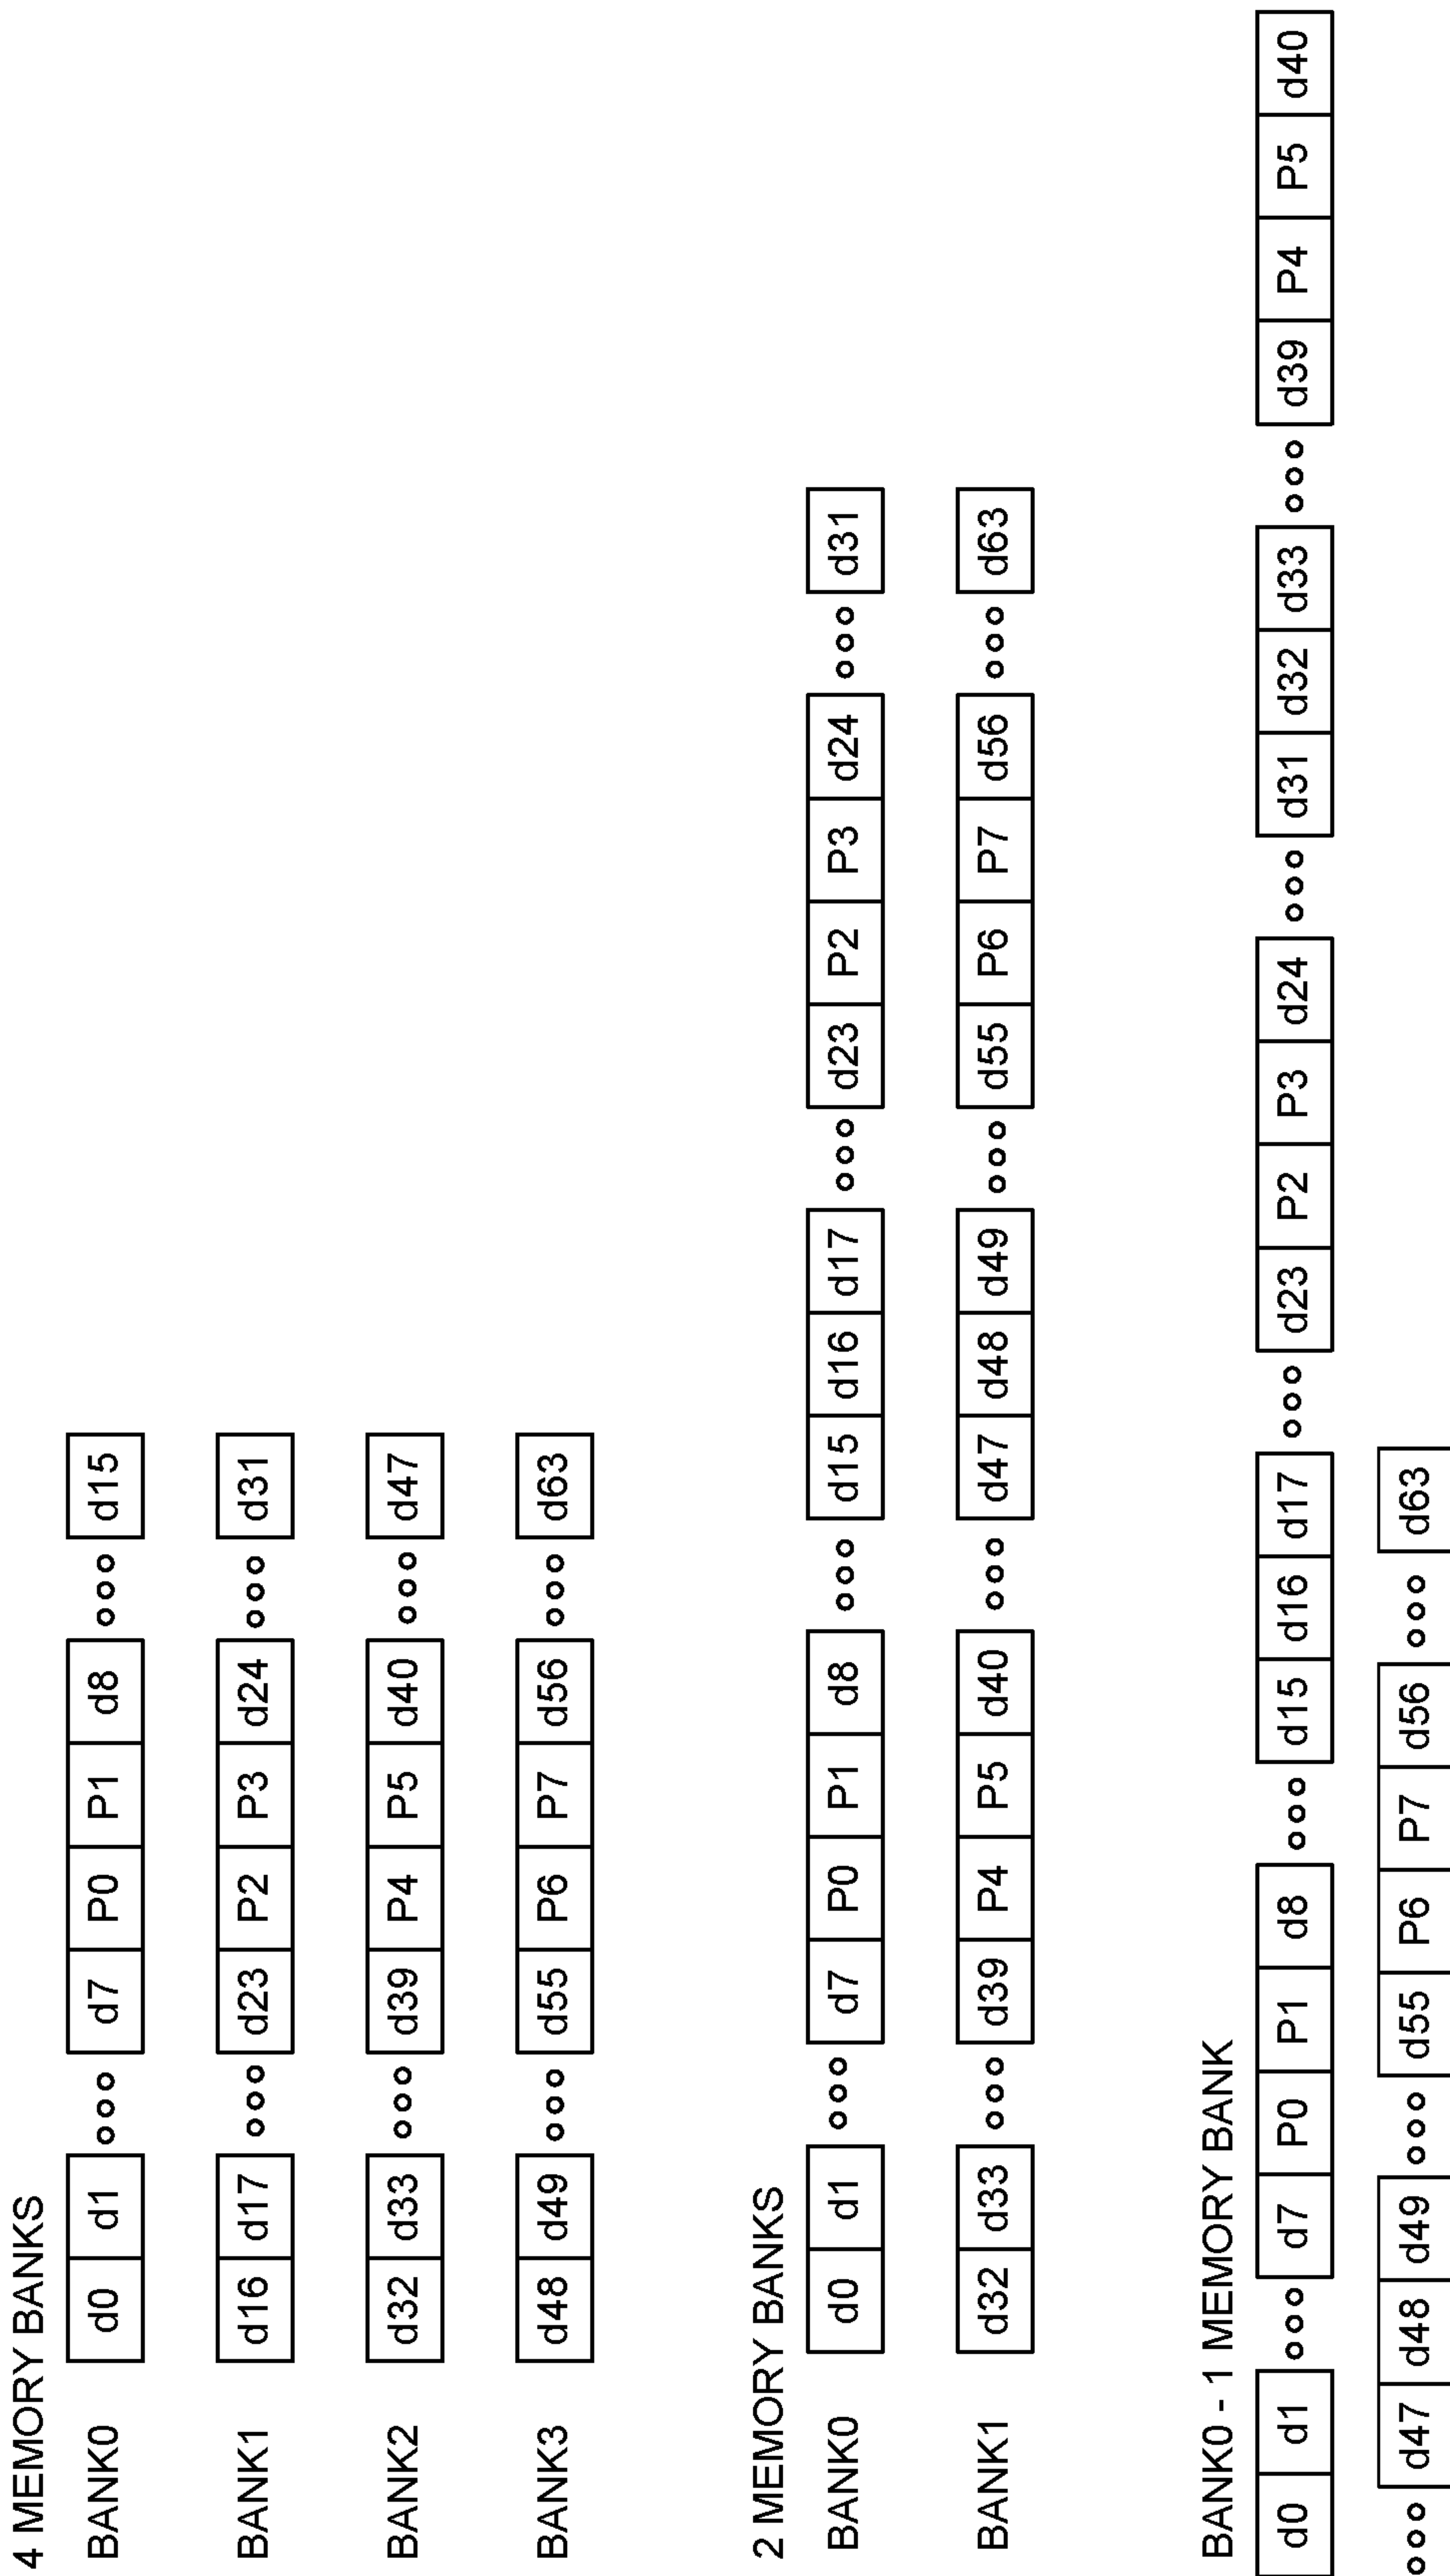 4 MEMORY BANKS
BANK0 d0 d1 ooo d7 P0 P1 d8 ooo d15
BANK1 d16 d17 ooo d23 P2 P3 d24 ooo d31
BANK2 d32 d33 ooo d39 P4 P5 d40 ooo d47
BANK3 d48 d49 ooo d55 P6 P7 d56 ooo d63
2 MEMORY BANKS
BANK0 d0 d1 ooo d7 P0 P1 d8 ooo d15 d16 d17 ooo d23 P2 P3 d24 ooo d31
BANK1 d32 d33 ooo d39 P4 P5 d40 ooo d47 d48 d49 ooo d55 P6 P7 d56 ooo d63
BANK0 - 1 MEMORY BANK
d0 d1 ooo d7 P0 P1 d8 ooo d15 d16 d17 ooo d23 P2 P3 d24 ooo d31 d32 d33 ooo d39 P4 P5 d40
ooo d47 d48 d49 ooo d55 P6 P7 d56 ooo d63